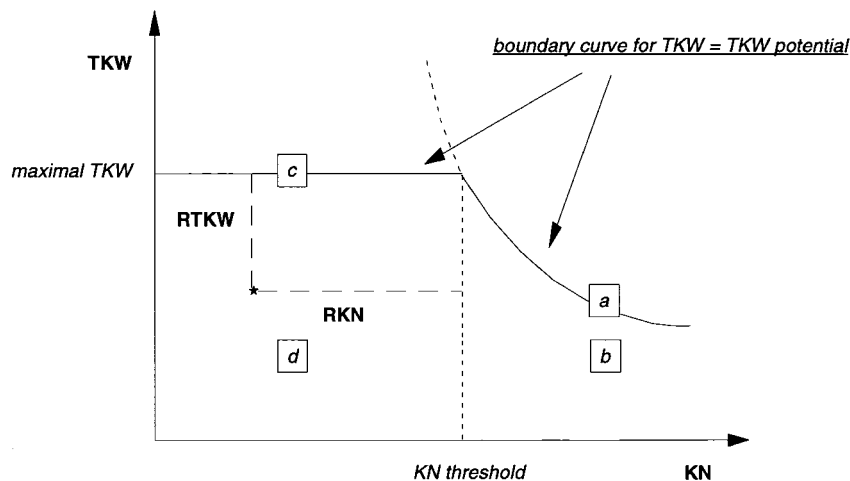 boundary curve for TKW = TKW potential
TKW
maximal TKW
c
RTKW
RKN
a
d
b
KN threshold
KN